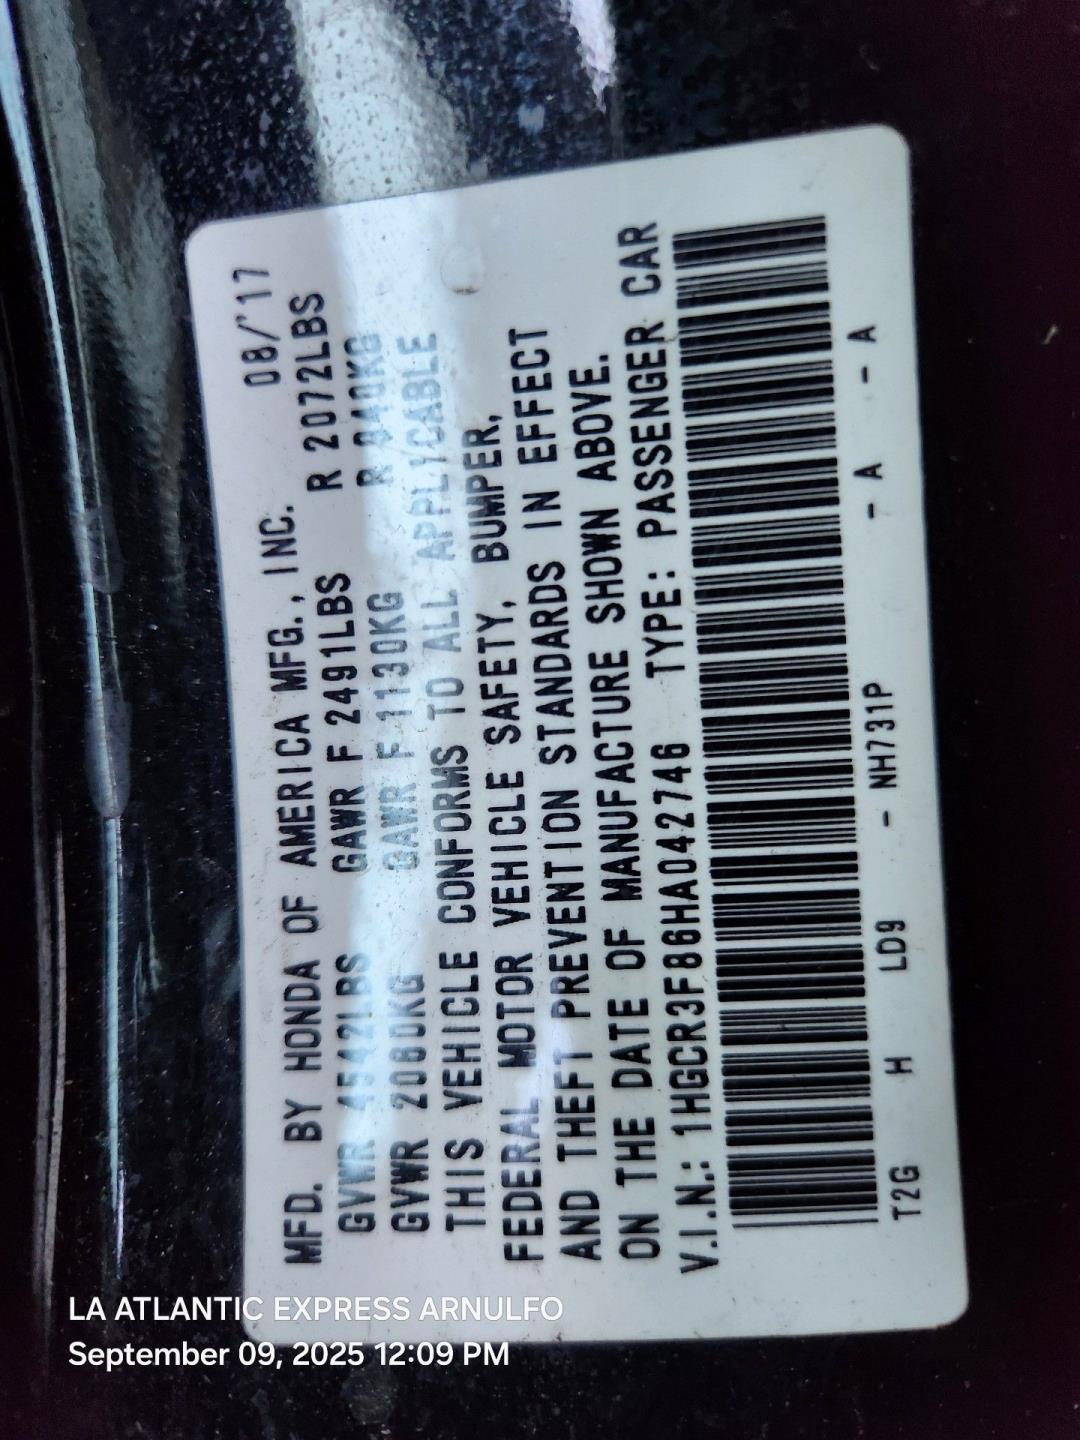 MFD. BY HONDA OF AMERICA MFG., INC. 08/'17
GVWR 4542LBS GAWR F 2491LBS R 2072LBS
GVWR 2060KG GAWR F 1130KG R 940KG
THIS VEHICLE CONFORMS TO ALL APPLICABLE
FEDERAL MOTOR VEHICLE SAFETY, BUMPER,
AND THEFT PREVENTION STANDARDS IN EFFECT
ON THE DATE OF MANUFACTURE SHOWN ABOVE.
V.I.N.: 1HGCR3F86HA042746 TYPE: PASSENGER CAR
T2G H LD9 - NH731P - A - A
LA ATLANTIC EXPRESS ARNULFO
September 09, 2025 12:09 PM